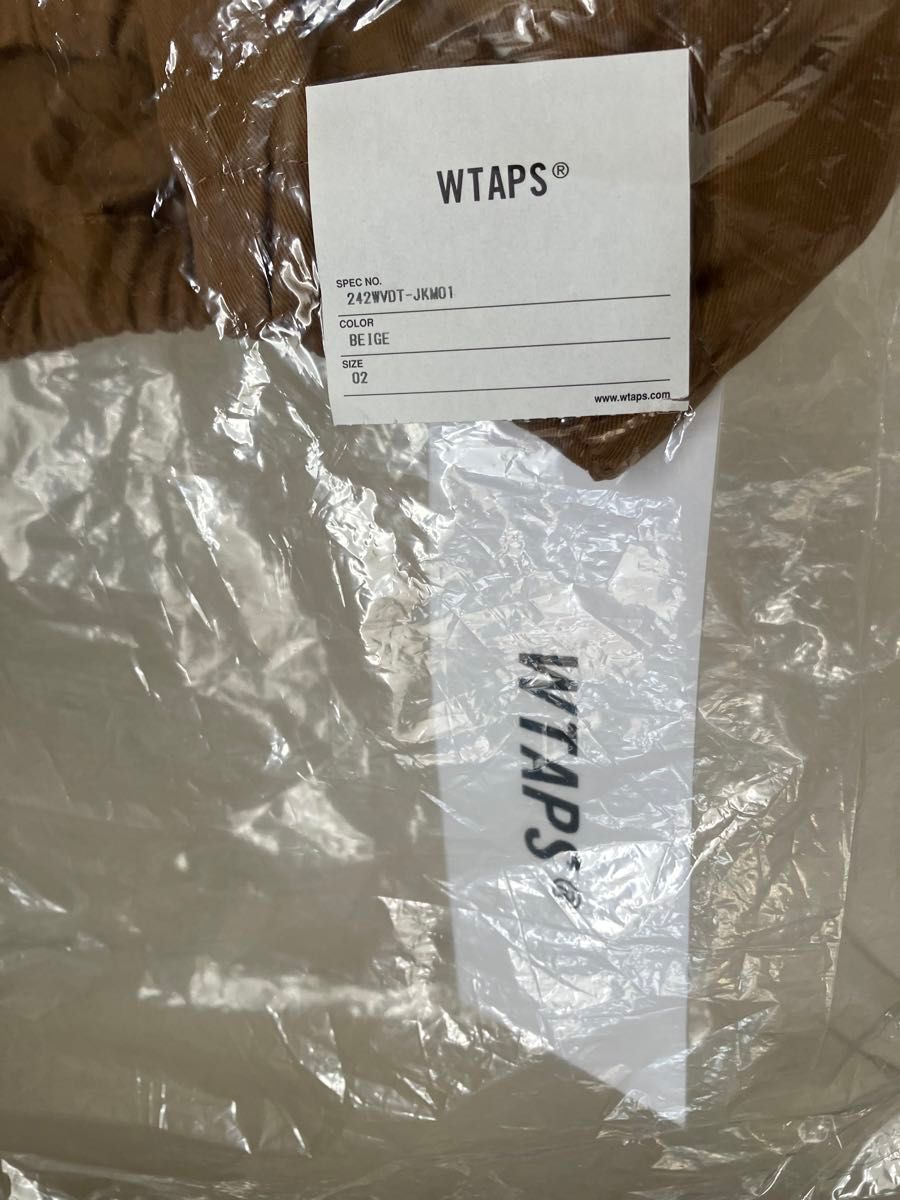 WTAPS®
SPEC NO.
242WVDT-JKM01
COLOR
BEIGE
SIZE
02
www.wtaps.com
WTAPS®